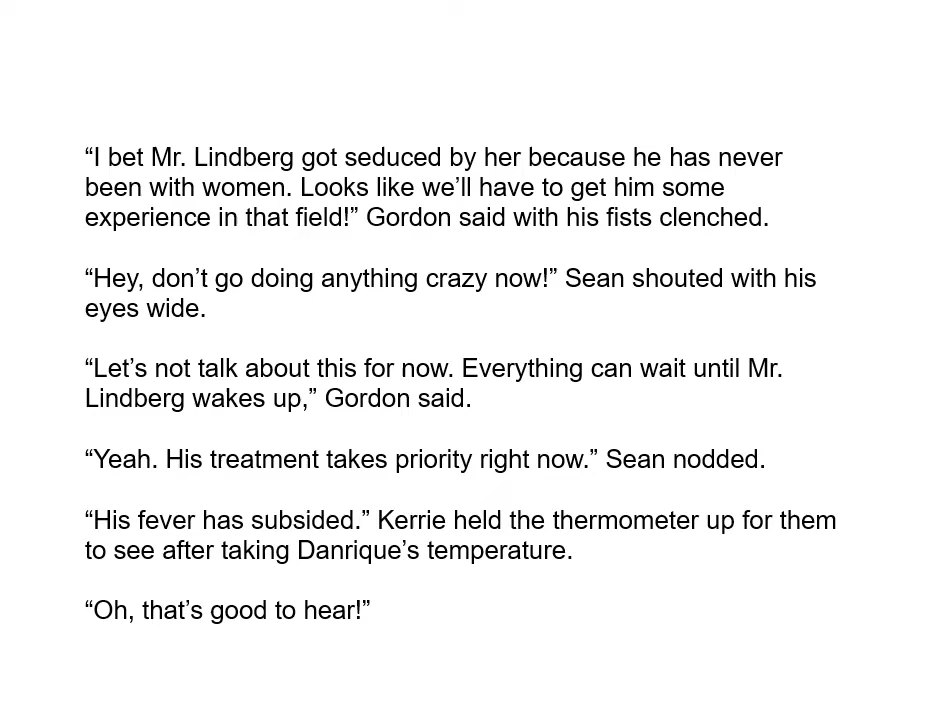 “I bet Mr. Lindberg got seduced by her because he has never
been with women. Looks like we’ll have to get him some
experience in that field!” Gordon said with his fists clenched.
“Hey, don’t go doing anything crazy now!” Sean shouted with his
eyes wide.
“Let’s not talk about this for now. Everything can wait until Mr.
Lindberg wakes up,” Gordon said.
“Yeah. His treatment takes priority right now.” Sean nodded.
“His fever has subsided.” Kerrie held the thermometer up for them
to see after taking Danrique’s temperature.
“Oh, that’s good to hear!”